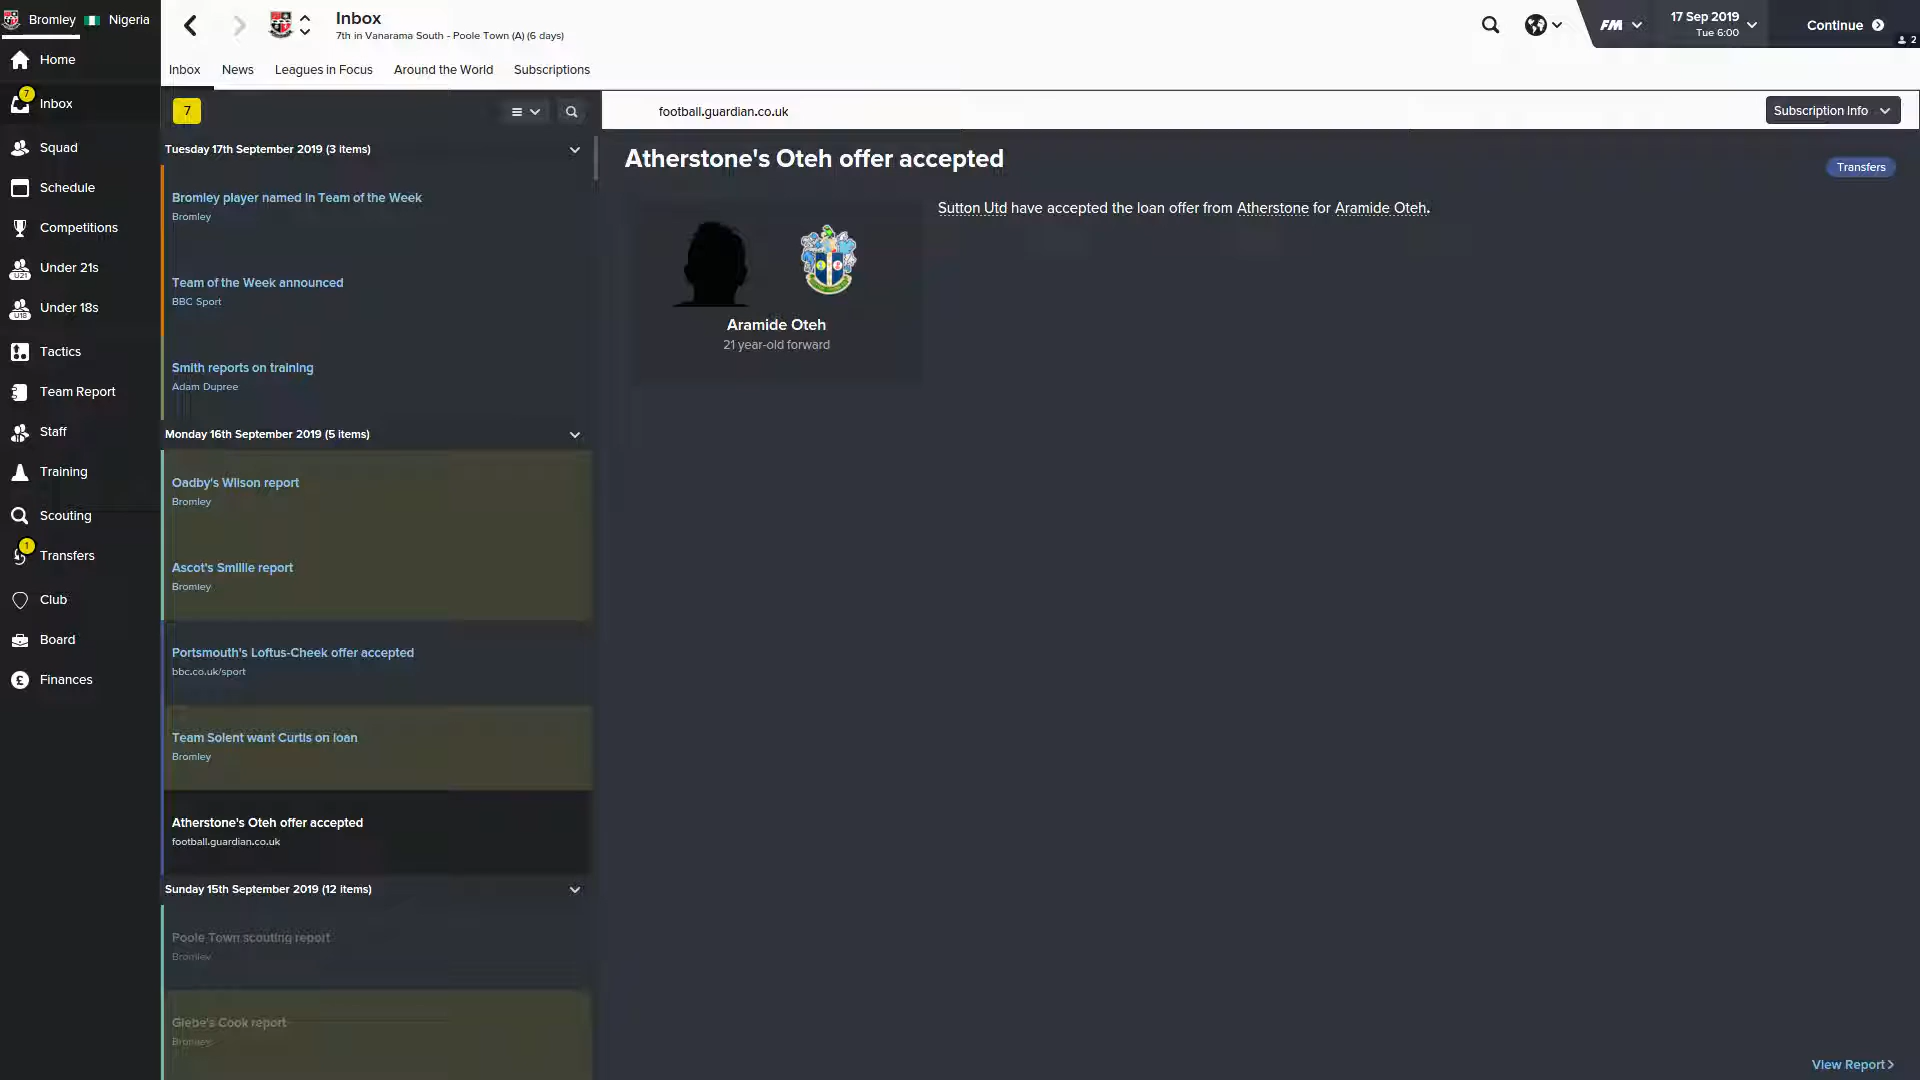 Bromley
Nigeria
Home
7
Inbox
Squad
Schedule
Competitions
U21
Under 21s
U18
Under 18s
Tactics
Team Report
Staff
Training
Scouting
1
Transfers
Club
Board
Finances
Inbox
7th in Vanarama South - Poole Town (A) (6 days)
FM
17 Sep 2019
Tue 6:00
Continue
2
Inbox
News
Leagues in Focus
Around the World
Subscriptions
7
Tuesday 17th September 2019 (3 items)
Bromley player named in Team of the Week
Bromley
Team of the Week announced
BBC Sport
Smith reports on training
Adam Dupree
Monday 16th September 2019 (5 items)
Oadby's Wilson report
Bromley
Ascot's Smillie report
Bromley
Portsmouth's Loftus-Cheek offer accepted
bbc.co.uk/sport
Team Solent want Curtis on loan
Bromley
Atherstone's Oteh offer accepted
football.guardian.co.uk
Sunday 15th September 2019 (12 items)
Poole Town scouting report
Bromley
Glebe's Cook report
Bromley
football.guardian.co.uk
Subscription Info
Atherstone's Oteh offer accepted
Transfers
Sutton Utd have accepted the loan offer from Atherstone for Aramide Oteh.
Aramide Oteh
21 year-old forward
View Report >